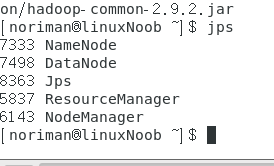 on/hadoop-common-2.9.2.jar
[noriman@linuxNoob ~]$ jps
7333 NameNode
7498 DataNode
8363 Jps
5837 ResourceManager
6143 NodeManager
[noriman@linuxNoob ~]$